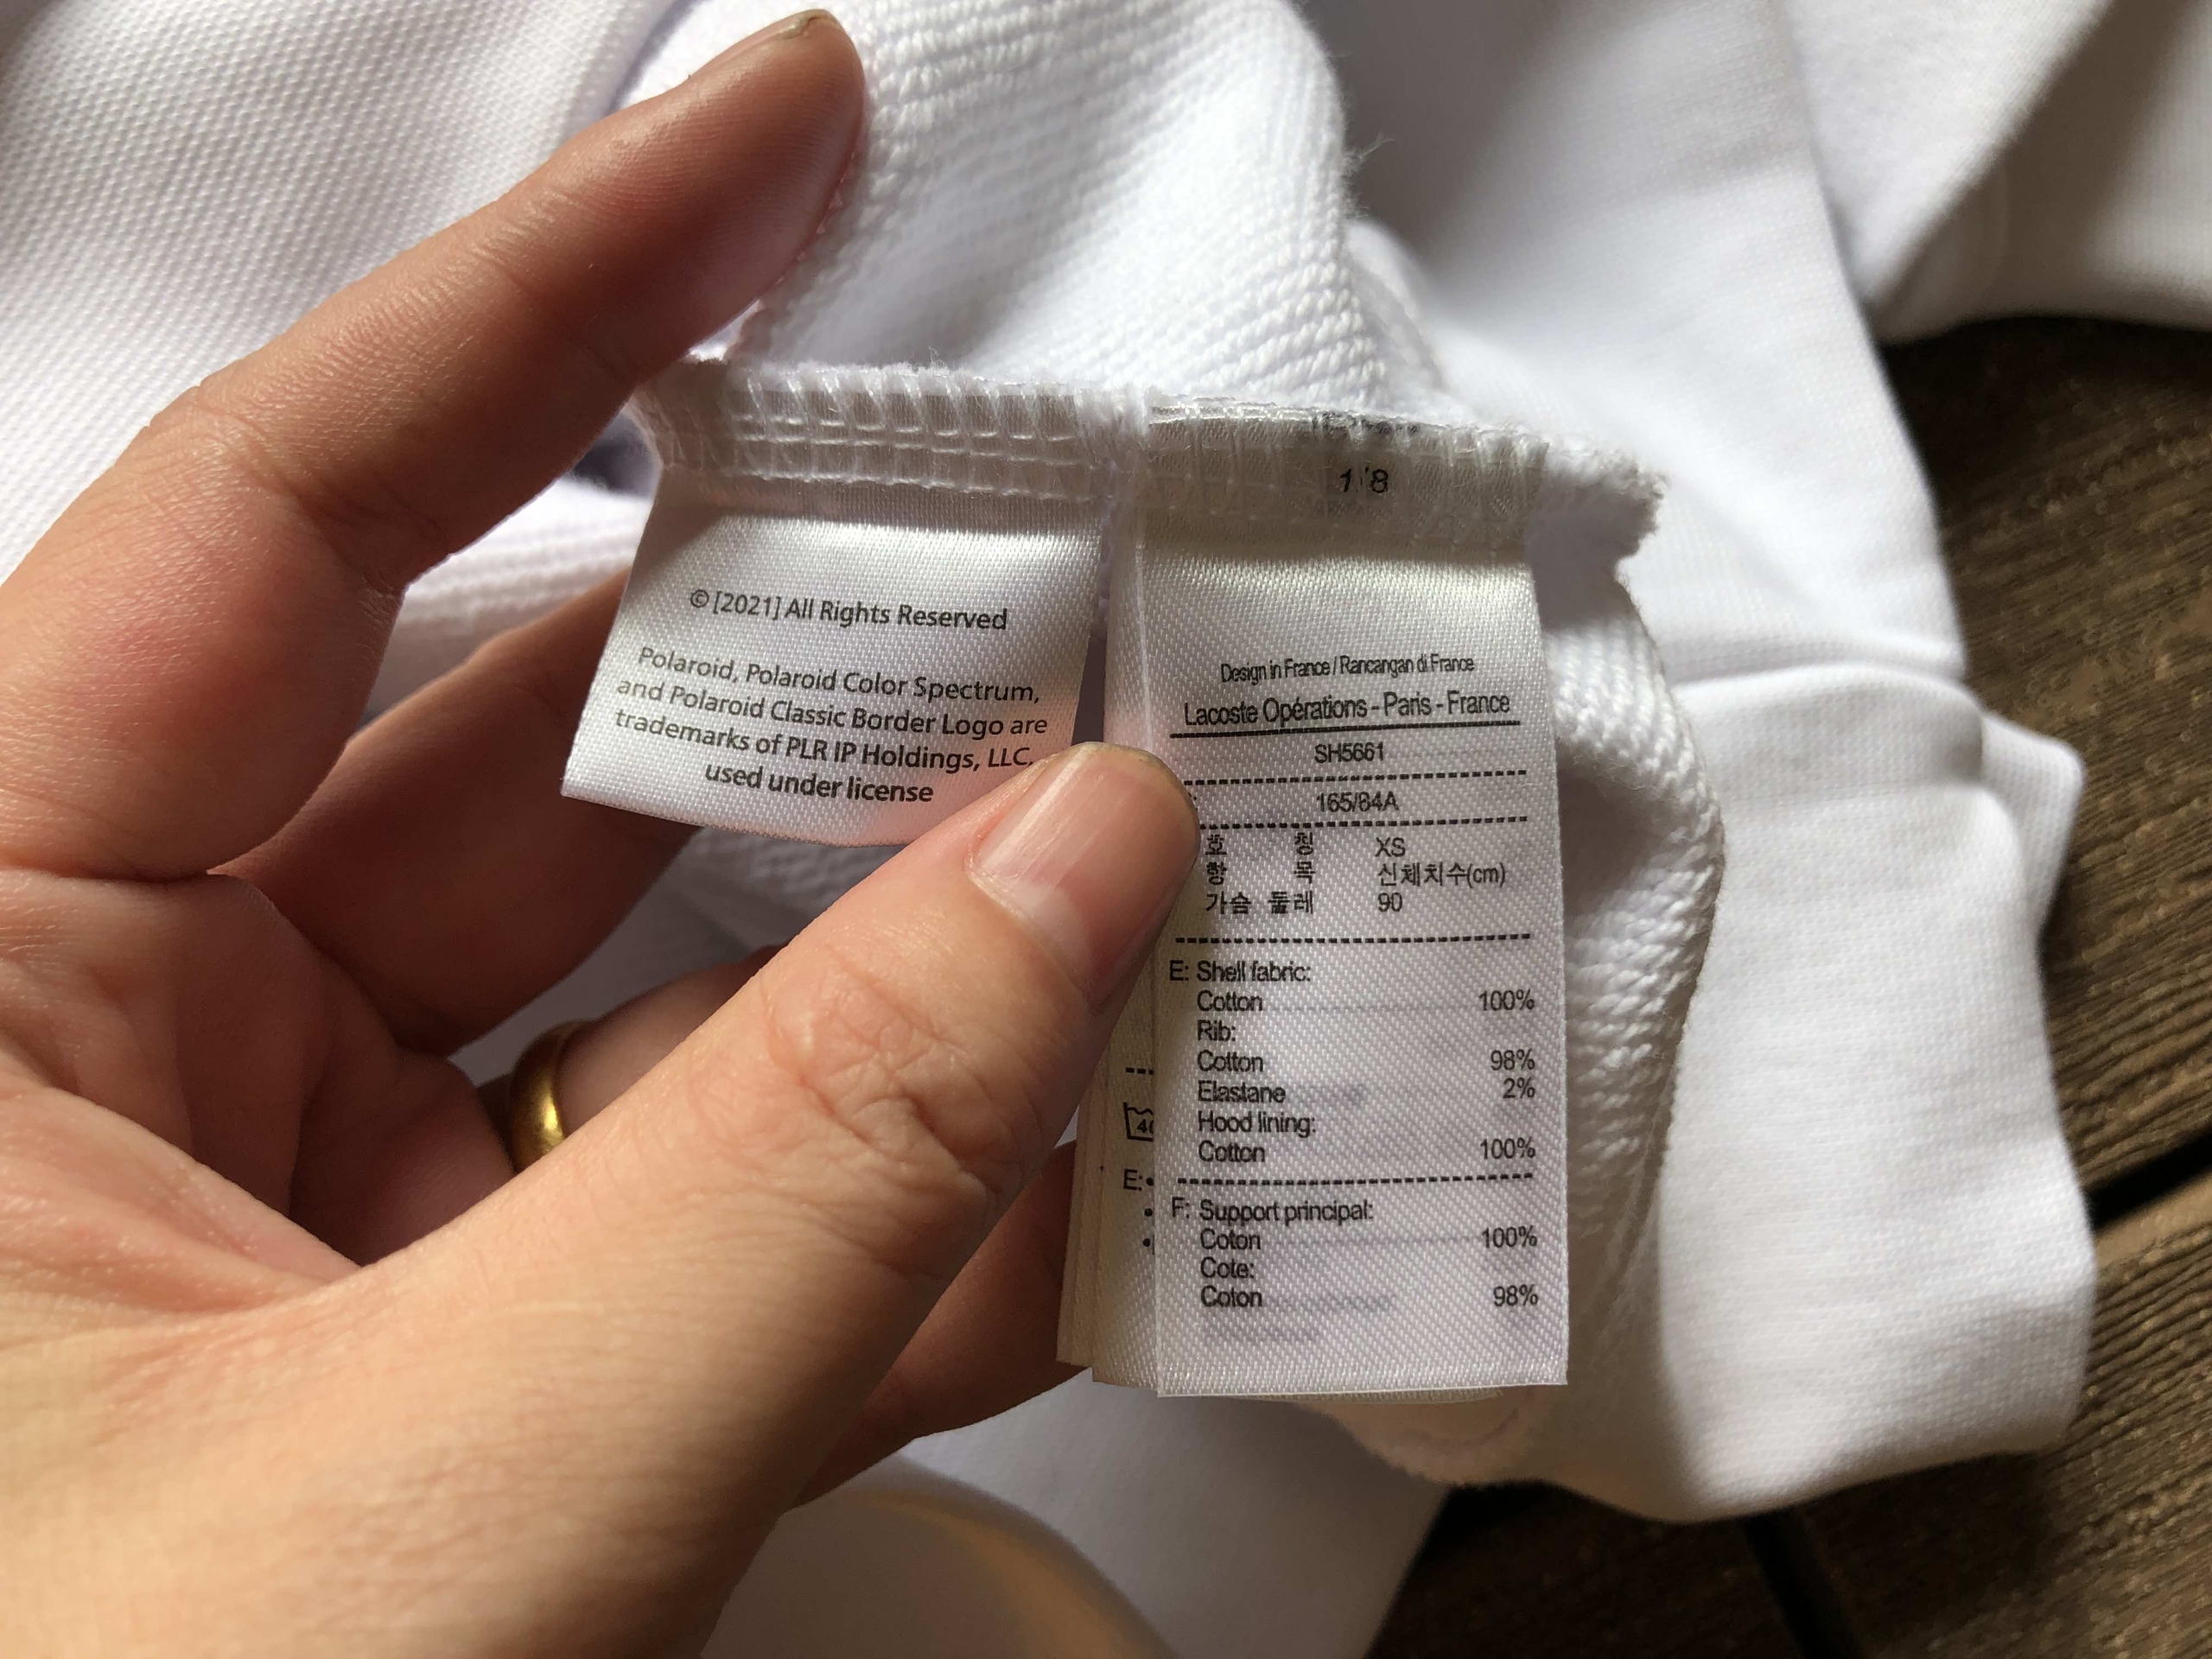 © [2021] All Rights Reserved
Polaroid, Polaroid Color Spectrum,
and Polaroid Classic Border Logo are
trademarks of PLR IP Holdings, LLC,
used under license
1/8
Design in France / Rancangan di France
Lacoste Opérations - Paris - France
SH5661
165/84A
호 칭 XS
항 목 신체치수(cm)
가슴 둘레 90
E: Shell fabric:
Cotton 100%
Rib:
Cotton 98%
Elastane 2%
Hood lining:
Cotton 100%
F: Support principal:
Coton 100%
Cote:
Coton 98%
40
E:•